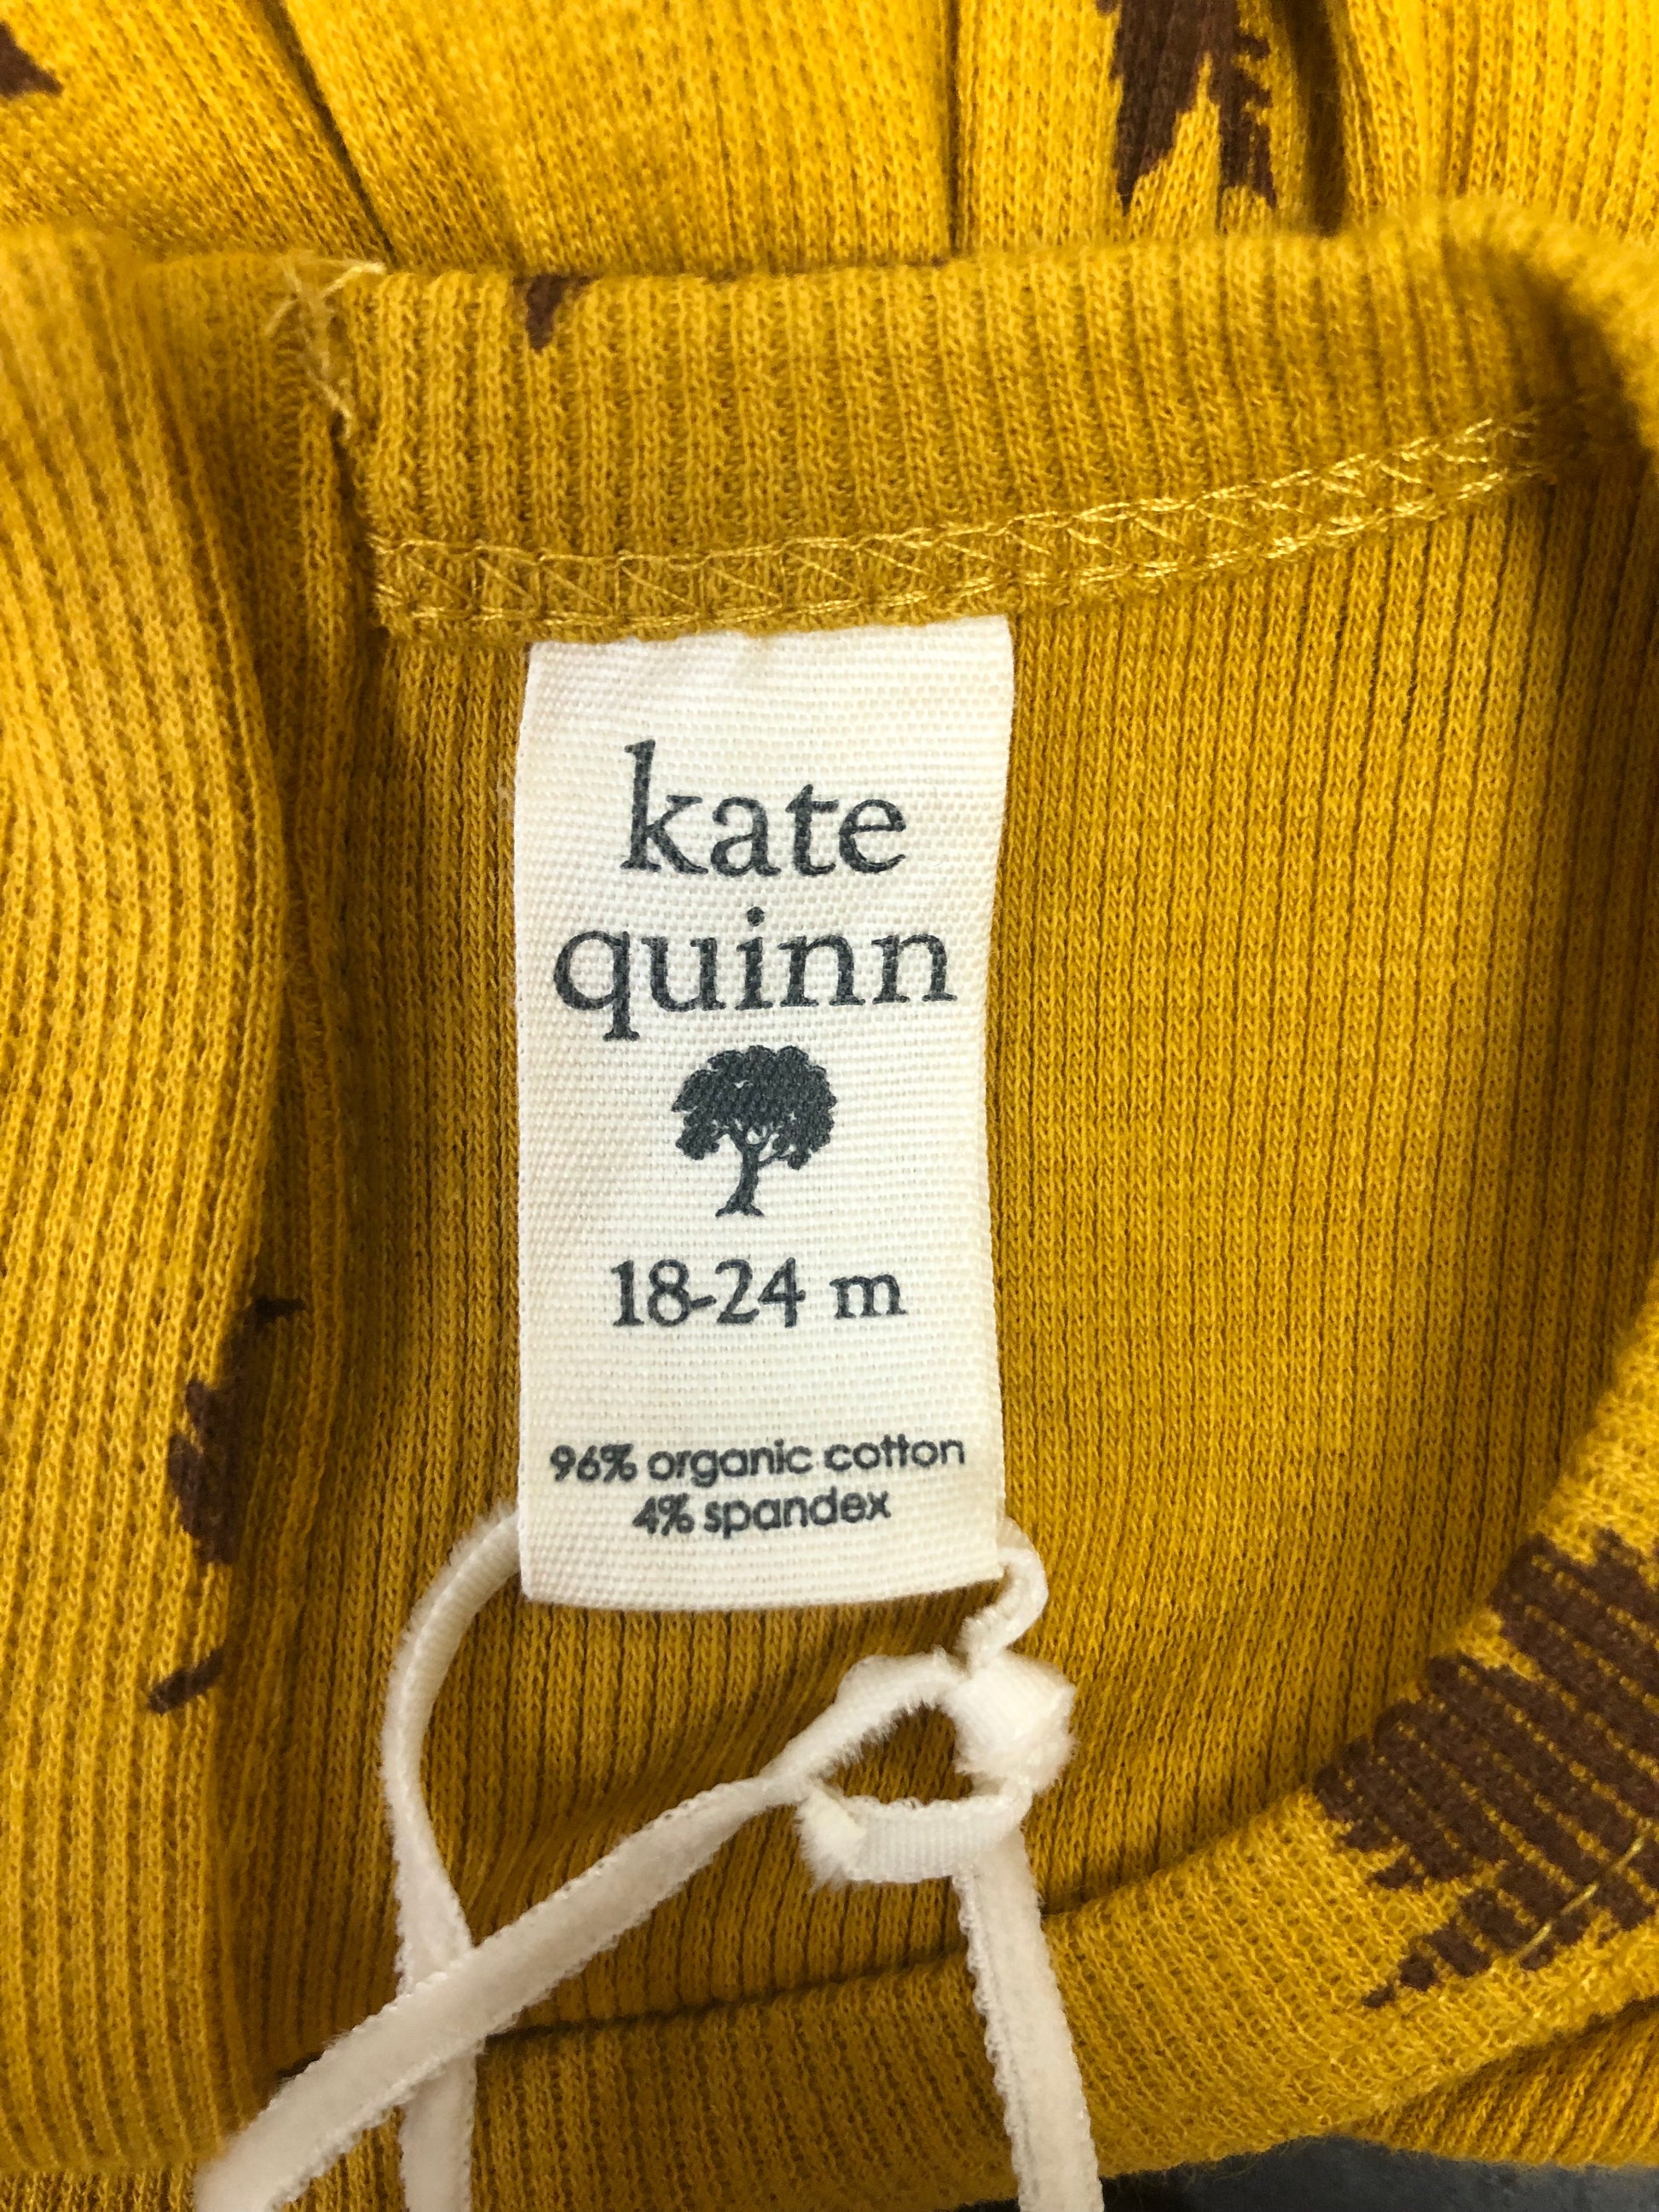 kate
quinn
18-24 m
96% organic cotton
4% spandex